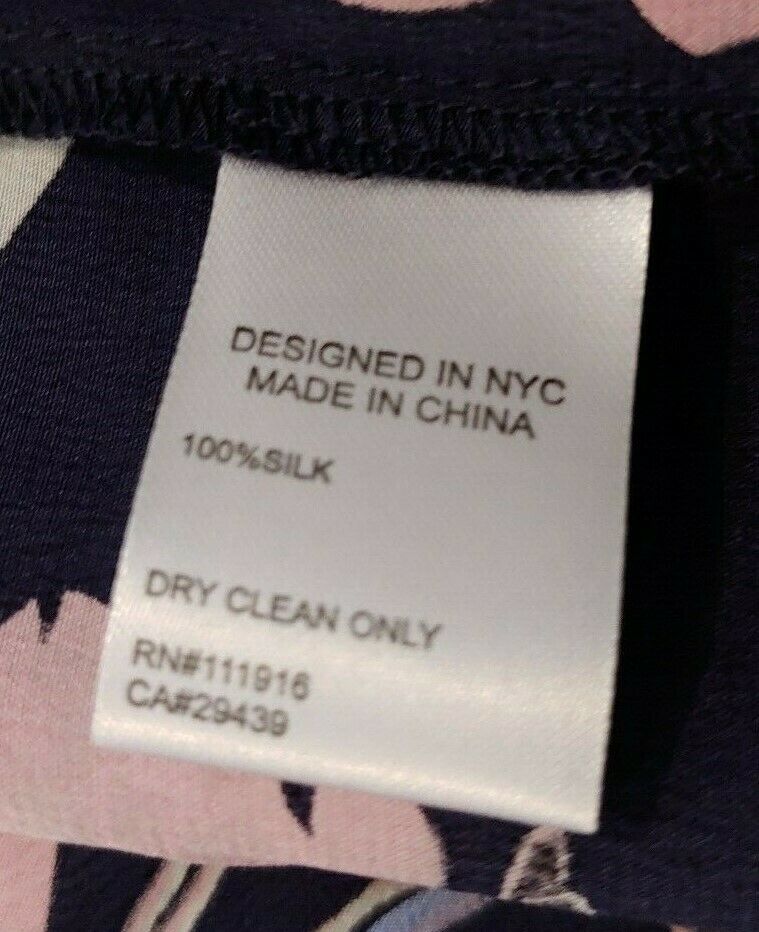 DESIGNED IN NYC
MADE IN CHINA
100%SILK
DRY CLEAN ONLY
RN#111916
CA#29439